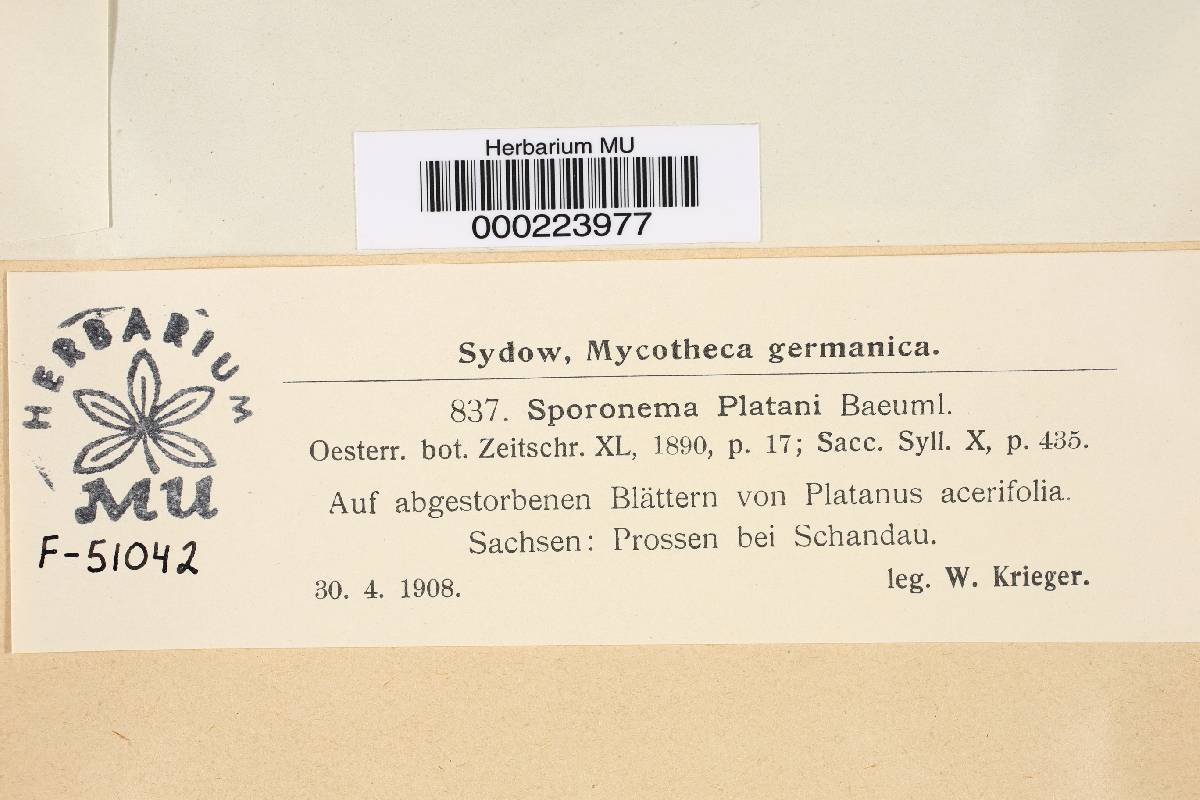 Herbarium MU
000223977
HERBARIUM
MU
F-51042
Sydow, Mycotheca germanica.
837. Sporonema Platani Baeuml.
Oesterr. bot. Zeitschr. XL, 1890, p. 17; Sacc. Syll. X, p. 435.
Auf abgestorbenen Blättern von Platanus acerifolia.
Sachsen: Prossen bei Schandau.
30. 4. 1908. leg. W. Krieger.